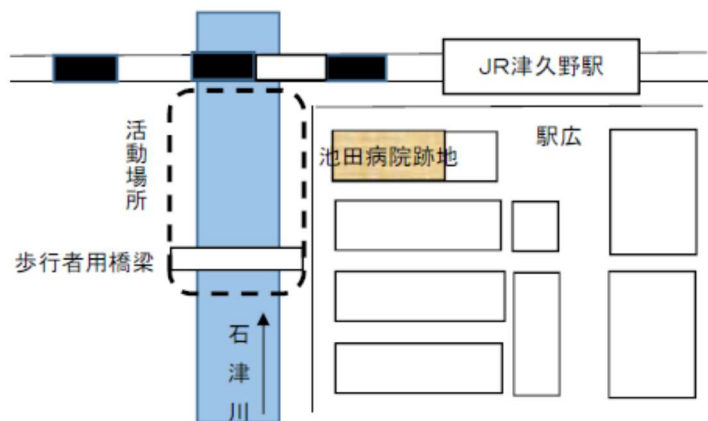 JR津久野駅
活動場所
池田病院跡地
駅広
歩行者用橋梁
石津川